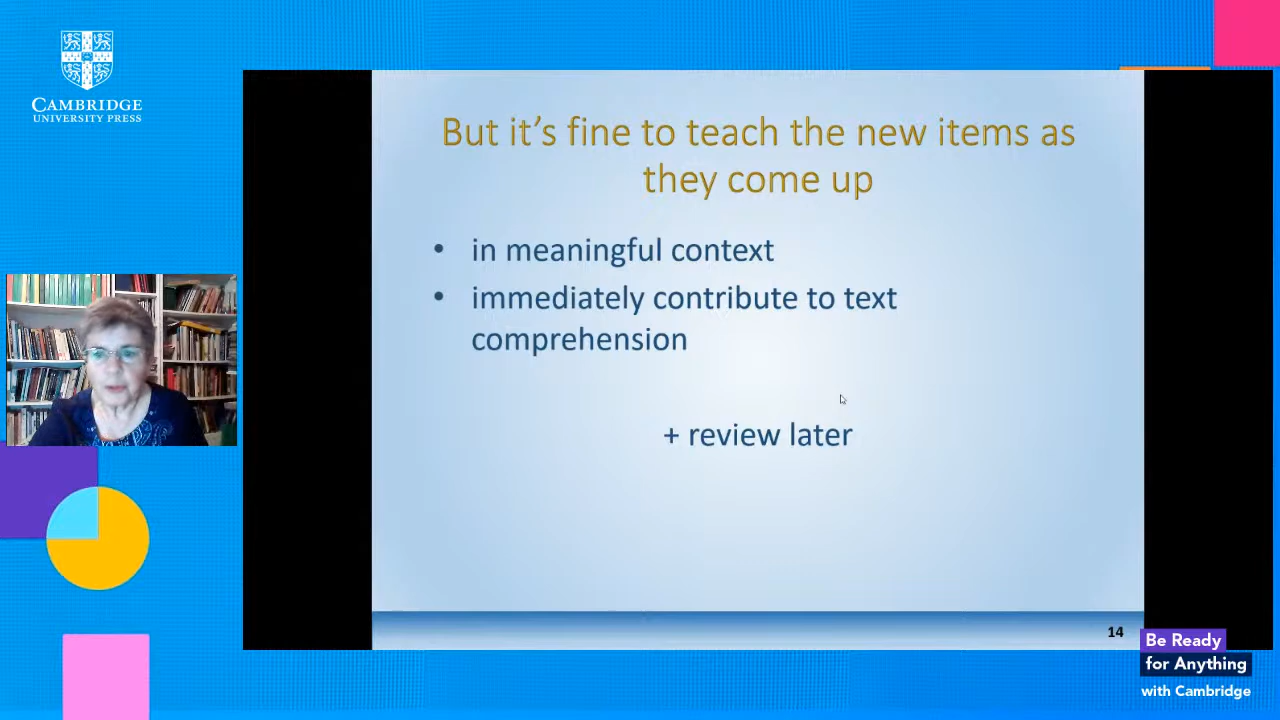 CAMBRIDGE
UNIVERSITY PRESS
But it's fine to teach the new items as
they come up
• in meaningful context
• immediately contribute to text
comprehension
+ review later
14
Be Ready
for Anything
with Cambridge